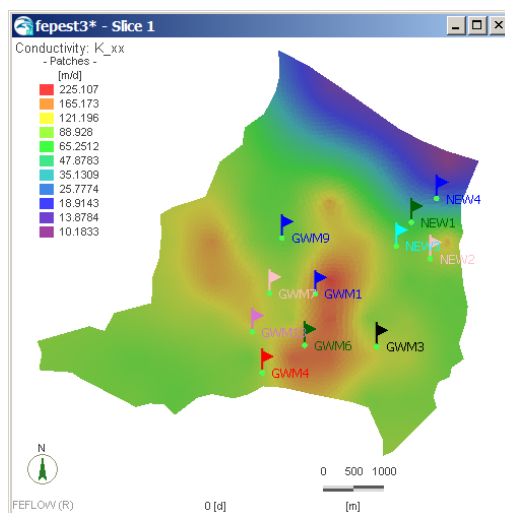 fepest3* - Slice 1
Conductivity: K_xx
- Patches -
[m/d]
225.107
165.173
121.196
88.928
65.2512
47.8783
35.1309
25.7774
18.9143
13.8784
10.1833
NEW4
NEW1
GWM9
NEW2
GWM7
GWM1
GWM6
GWM3
GWM4
N
0 500 1000
FEFLOW (R)
0 [d]
[m]